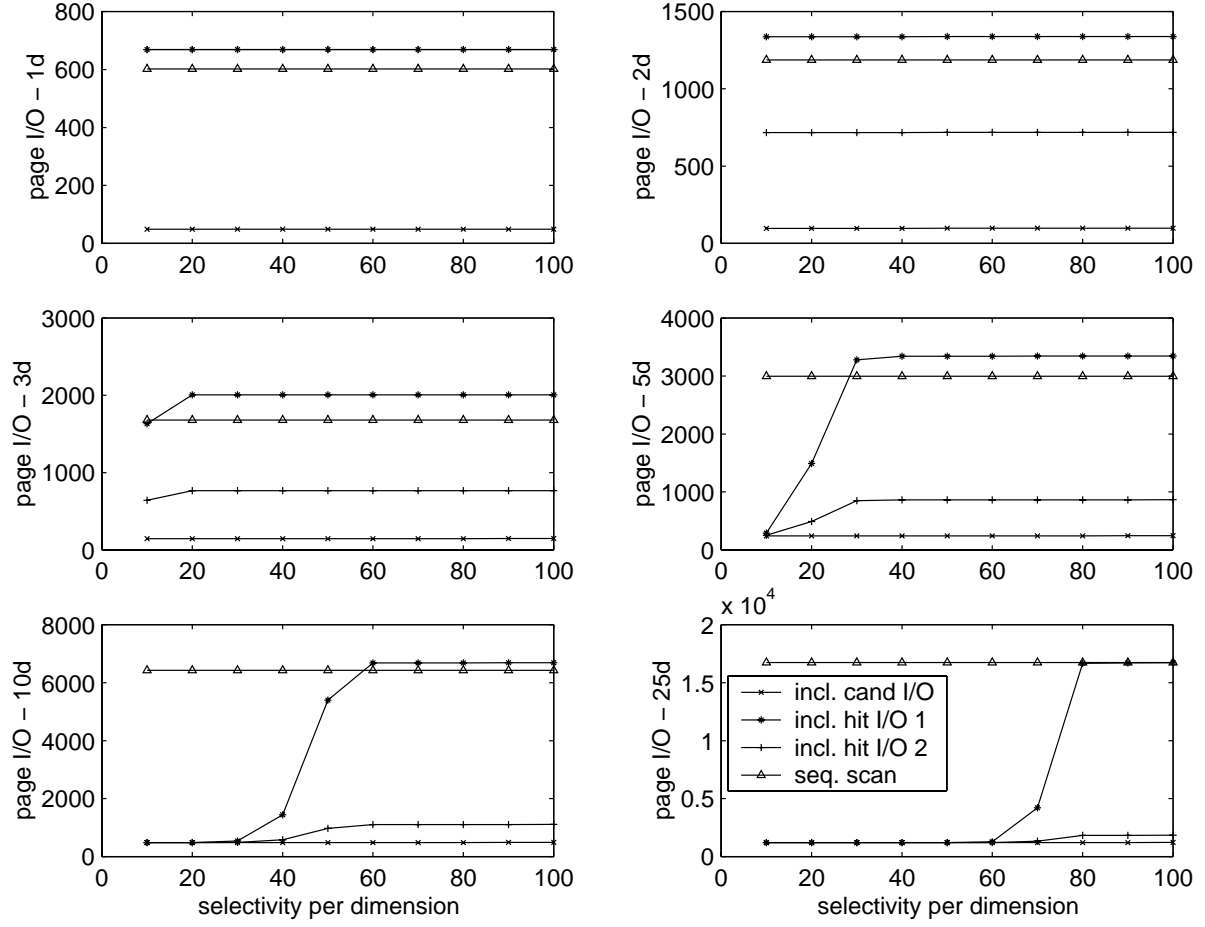 800
600
400
200
0
page I/O − 1d
0 20 40 60 80 100
1500
1000
500
0
page I/O − 2d
0 20 40 60 80 100
3000
2000
1000
0
page I/O − 3d
0 20 40 60 80 100
4000
3000
2000
1000
0
page I/O − 5d
0 20 40 60 80 100
8000
6000
4000
2000
0
page I/O − 10d
0 20 40 60 80 100
selectivity per dimension
x 10^4
2
1.5
1
0.5
0
page I/O − 25d
incl. cand I/O
incl. hit I/O 1
incl. hit I/O 2
seq. scan
0 20 40 60 80 100
selectivity per dimension